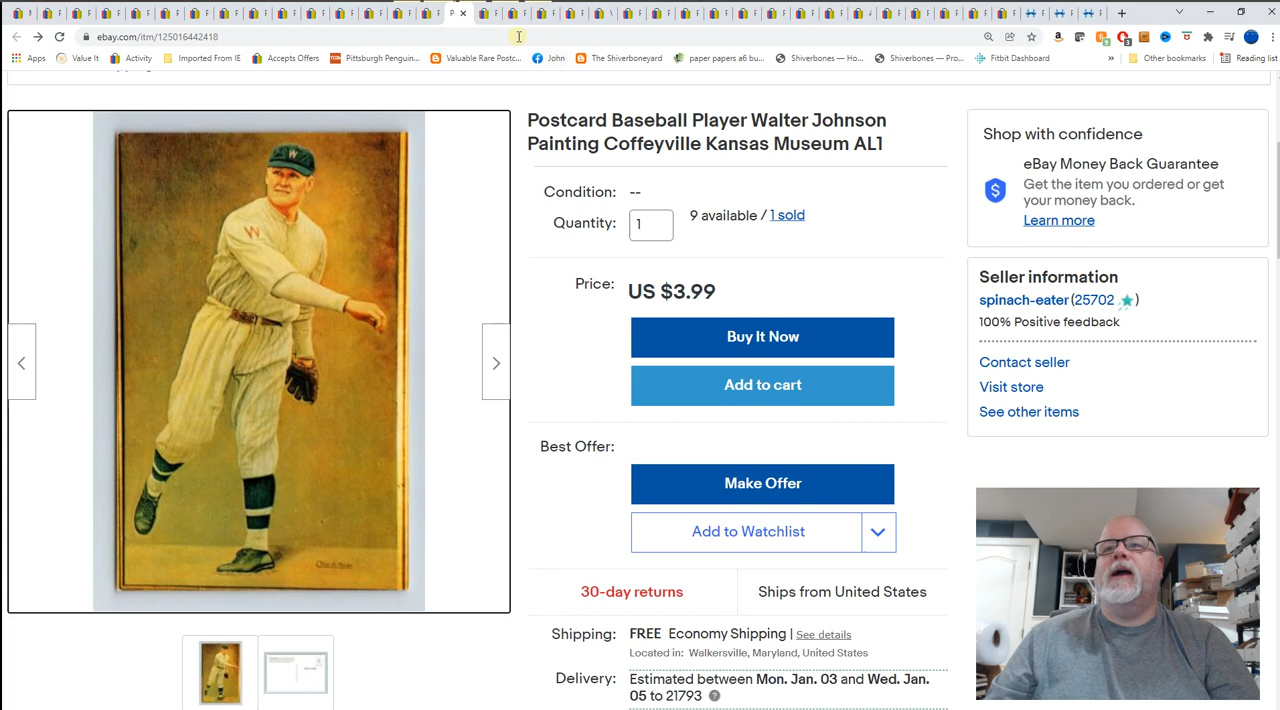 ebay.com/itm/125016442418
Apps
Value It
Activity
Imported From IE
Accepts Offers
Pittsburgh Penguin...
Valuable Rare Postc...
John
The Shiverboneyard
paper papers a6 bu...
Shiverbones — Ho...
Shiverbones — Pro...
Fitbit Dashboard
»
Other bookmarks
Reading list
Postcard Baseball Player Walter Johnson
Painting Coffeyville Kansas Museum AL1
Condition: --
Quantity: 1 9 available / 1 sold
Price: US $3.99
Buy It Now
Add to cart
Best Offer:
Make Offer
Add to Watchlist
30-day returns Ships from United States
Shipping: FREE Economy Shipping | See details
Located in: Walkersville, Maryland, United States
Delivery: Estimated between Mon. Jan. 03 and Wed. Jan.
05 to 21793
Shop with confidence
eBay Money Back Guarantee
Get the item you ordered or get
your money back.
Learn more
Seller information
spinach-eater (25702 )
100% Positive feedback
Contact seller
Visit store
See other items
W
W